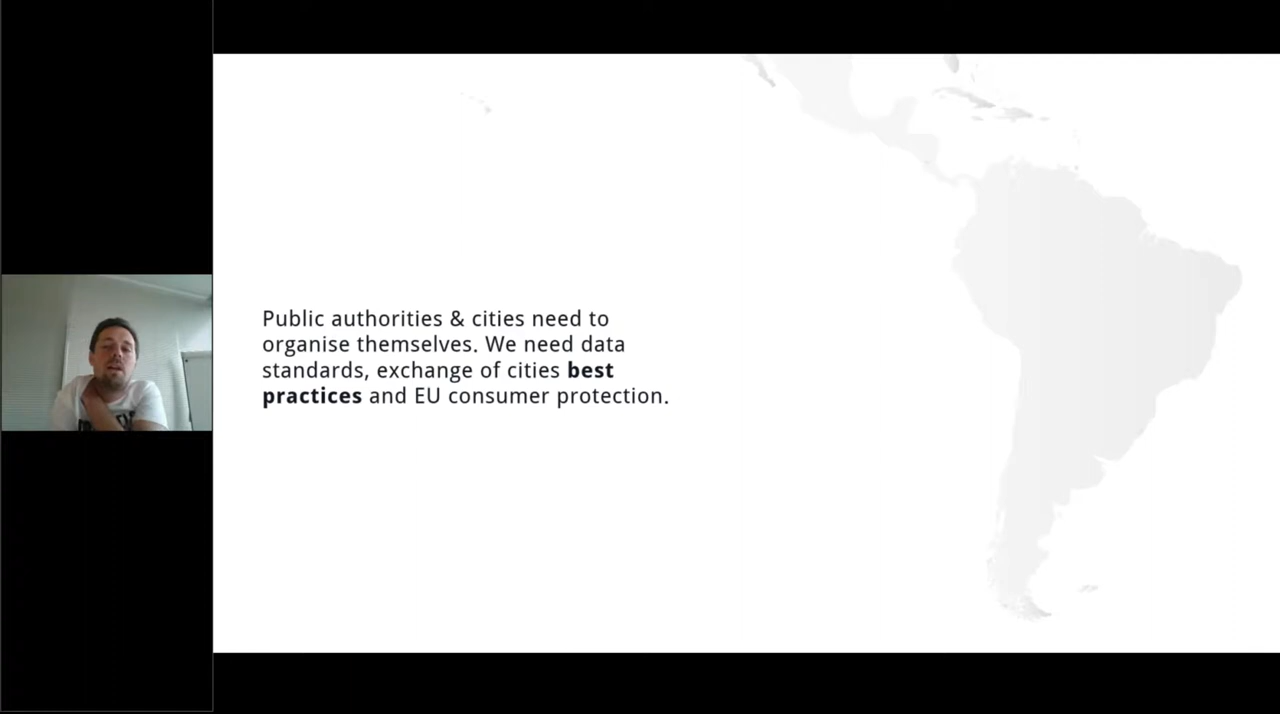 Public authorities & cities need to
organise themselves. We need data
standards, exchange of cities best
practices and EU consumer protection.